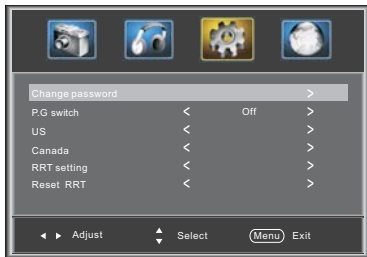 Change password >
P.G switch < Off >
US < >
Canada < >
RRT setting < >
Reset RRT < >
◄ ► Adjust ▲▼ Select Menu Exit